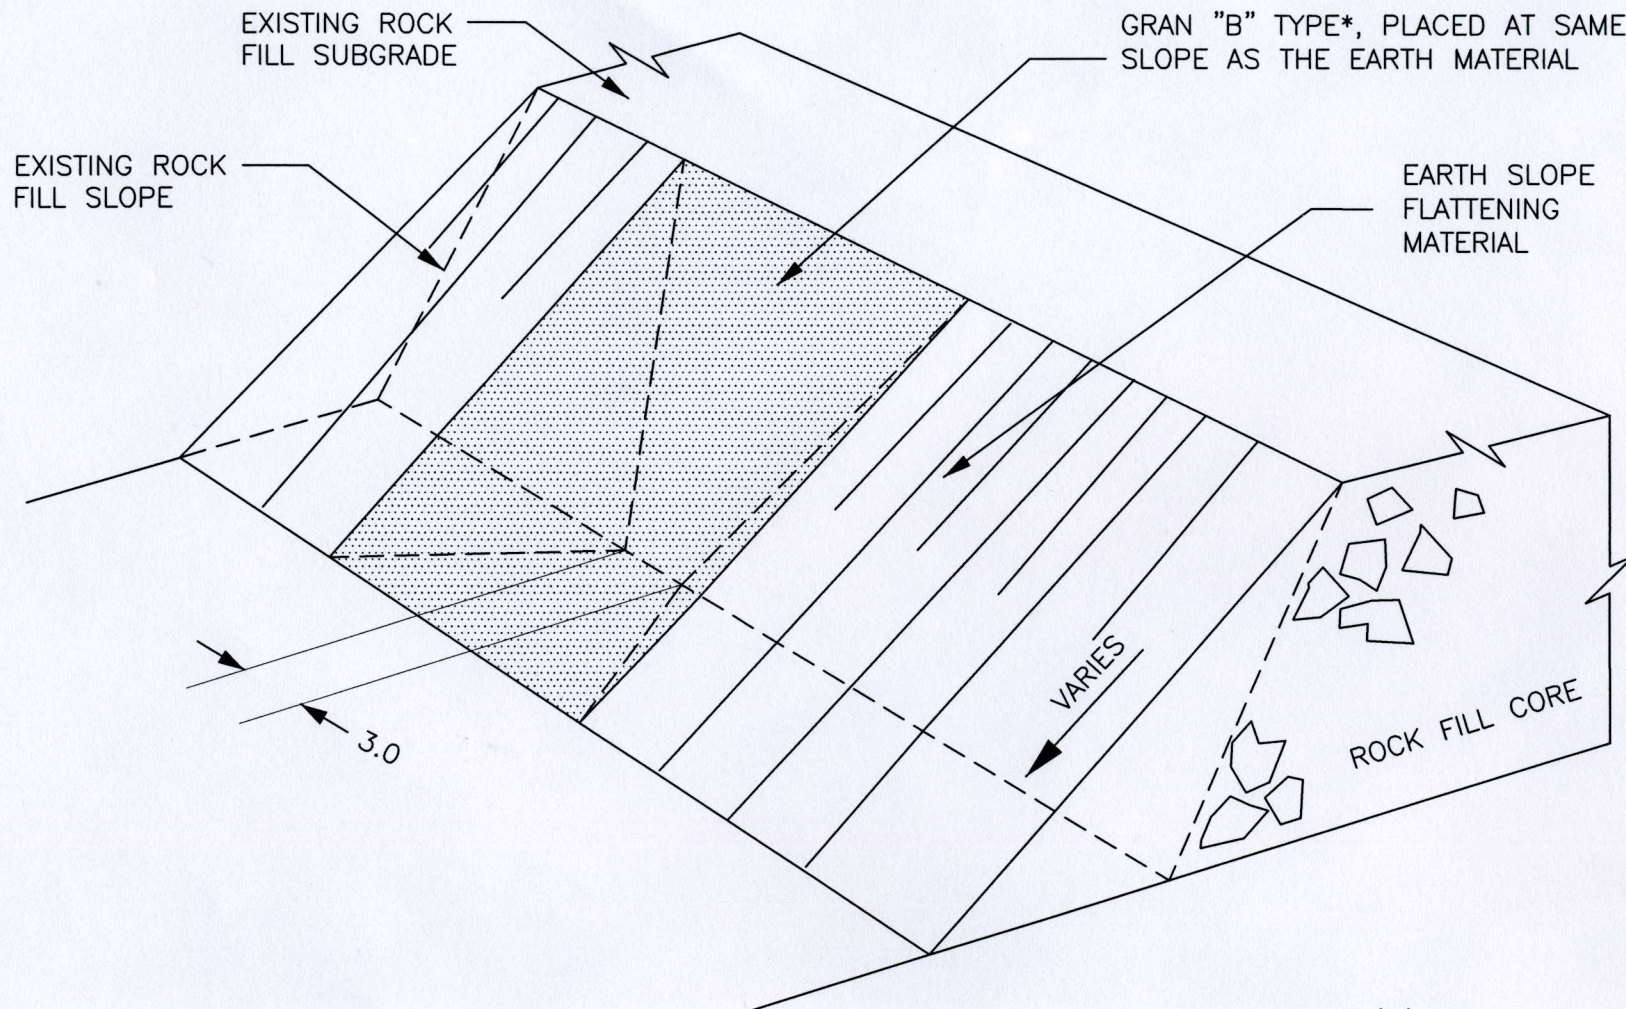 EXISTING ROCK
FILL SUBGRADE
GRAN "B" TYPE*, PLACED AT SAME
SLOPE AS THE EARTH MATERIAL
EXISTING ROCK
FILL SLOPE
EARTH SLOPE
FLATTENING
MATERIAL
VARIES
3.0
ROCK FILL CORE